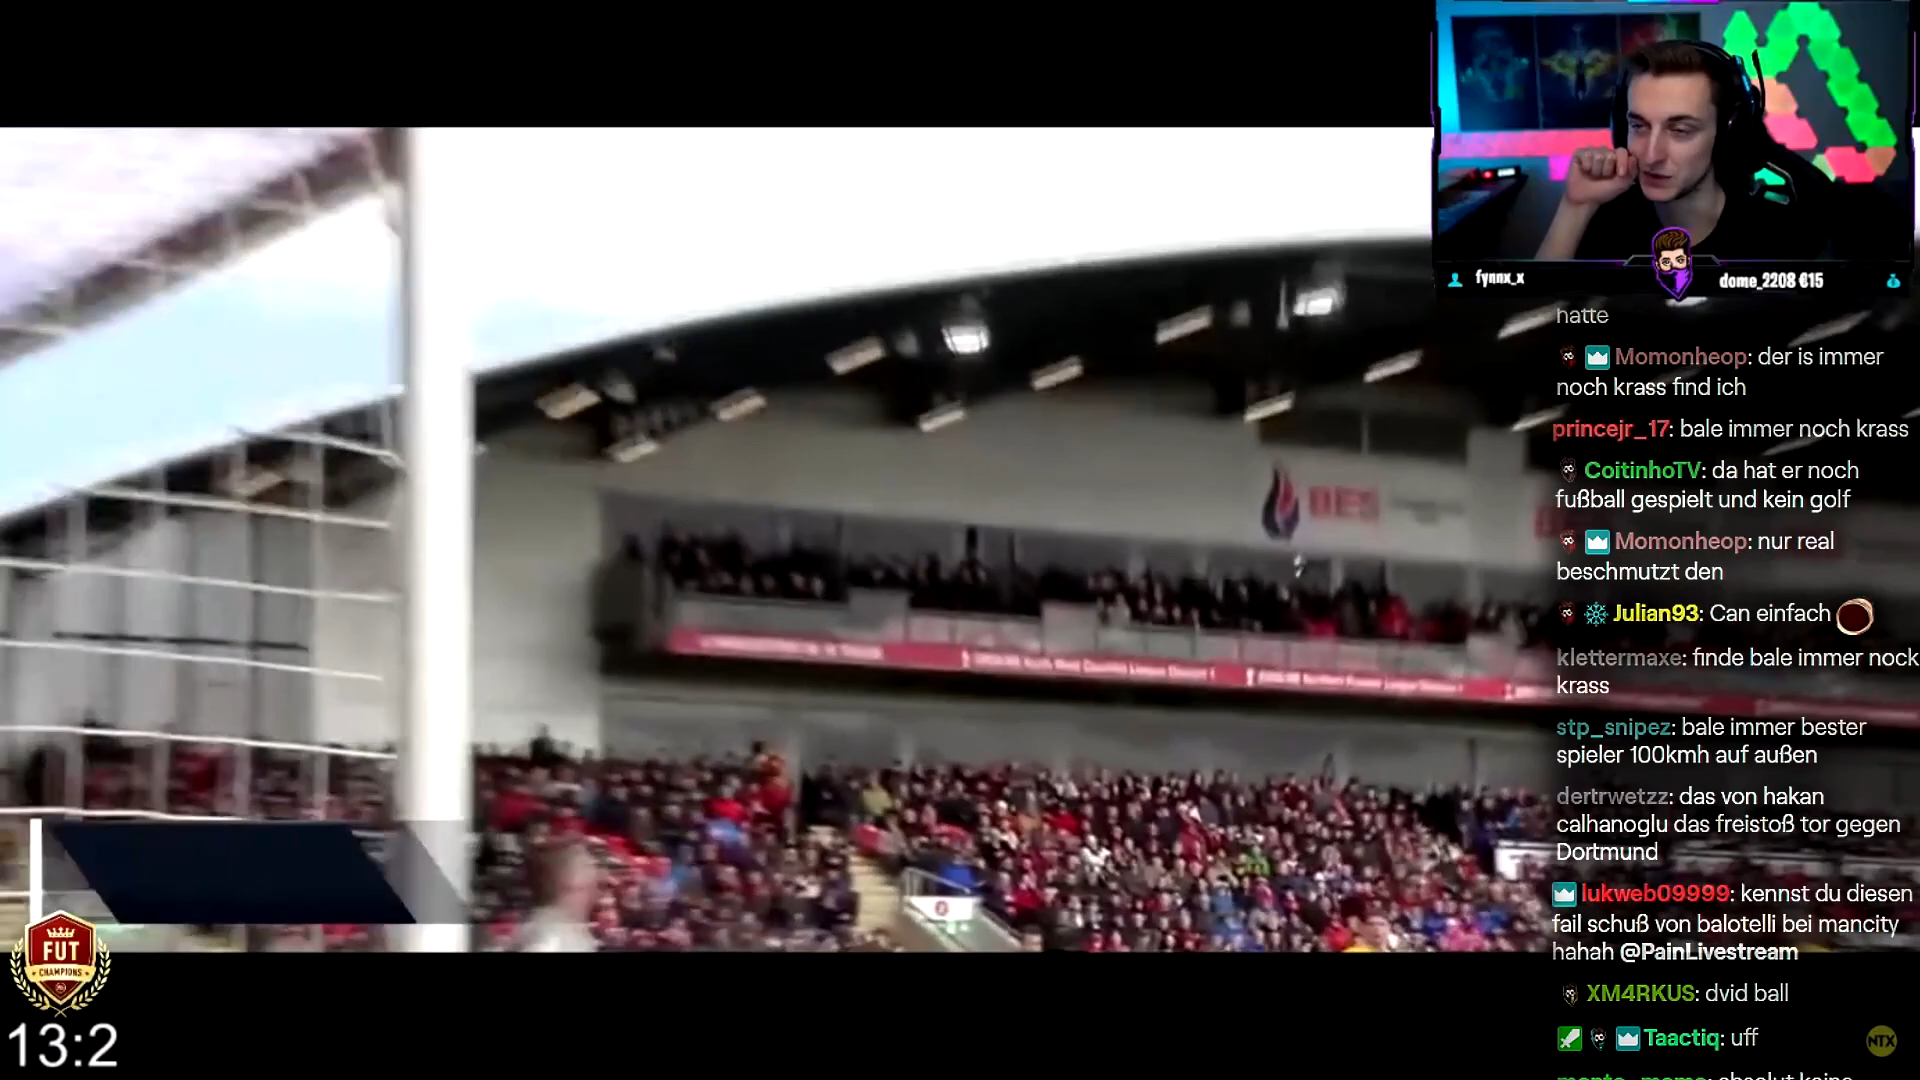 fynnx_x
dome_2208 €15
hatte
Momonheop: der is immer
noch krass find ich
princejr_17: bale immer noch krass
CoitinhoTV: da hat er noch
fußball gespielt und kein golf
Momonheop: nur real
beschmutzt den
Julian93: Can einfach
klettermaxe: finde bale immer nock
krass
stp_snipez: bale immer bester
spieler 100kmh auf außen
dertrwetzz: das von hakan
calhanoglu das freistoß tor gegen
Dortmund
lukweb09999: kennst du diesen
fail schuß von balotelli bei mancity
hahah @PainLivestream
XM4RKUS: dvid ball
Taactiq: uff
NTX
FUT
CHAMPIONS
13:2